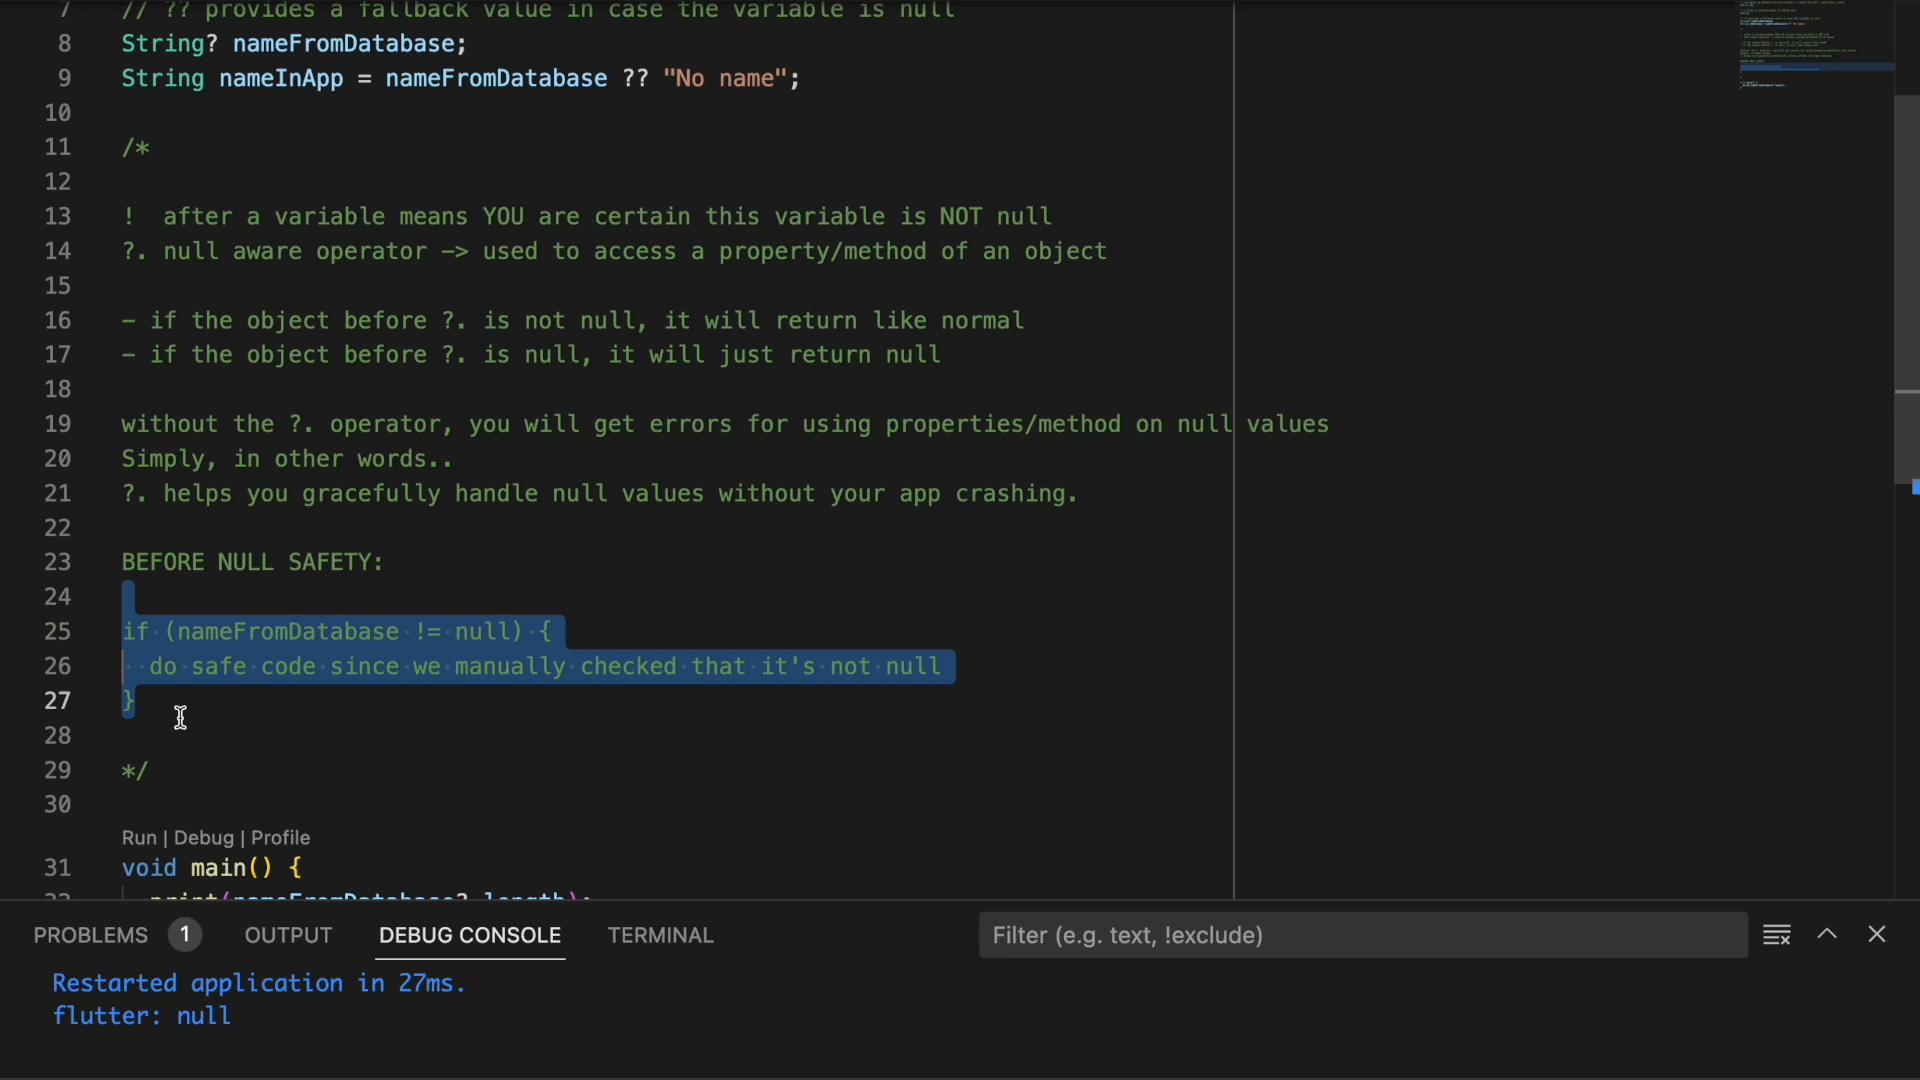 7 // ?? provides a fallback value in case the variable is null
8 String? nameFromDatabase;
9 String nameInApp = nameFromDatabase ?? "No name";
10
11 /*
12
13 ! after a variable means YOU are certain this variable is NOT null
14 ?. null aware operator -> used to access a property/method of an object
15
16 - if the object before ?. is not null, it will return like normal
17 - if the object before ?. is null, it will just return null
18
19 without the ?. operator, you will get errors for using properties/method on null values
20 Simply, in other words..
21 ?. helps you gracefully handle null values without your app crashing.
22
23 BEFORE NULL SAFETY:
24
25 if (nameFromDatabase != null) {
26 do safe code since we manually checked that it's not null
27 }
28
29 */
30
Run | Debug | Profile
31 void main() {
32 print(nameFromDatabase?.length);
PROBLEMS 1 OUTPUT DEBUG CONSOLE TERMINAL Filter (e.g. text, !exclude)
Restarted application in 27ms.
flutter: null